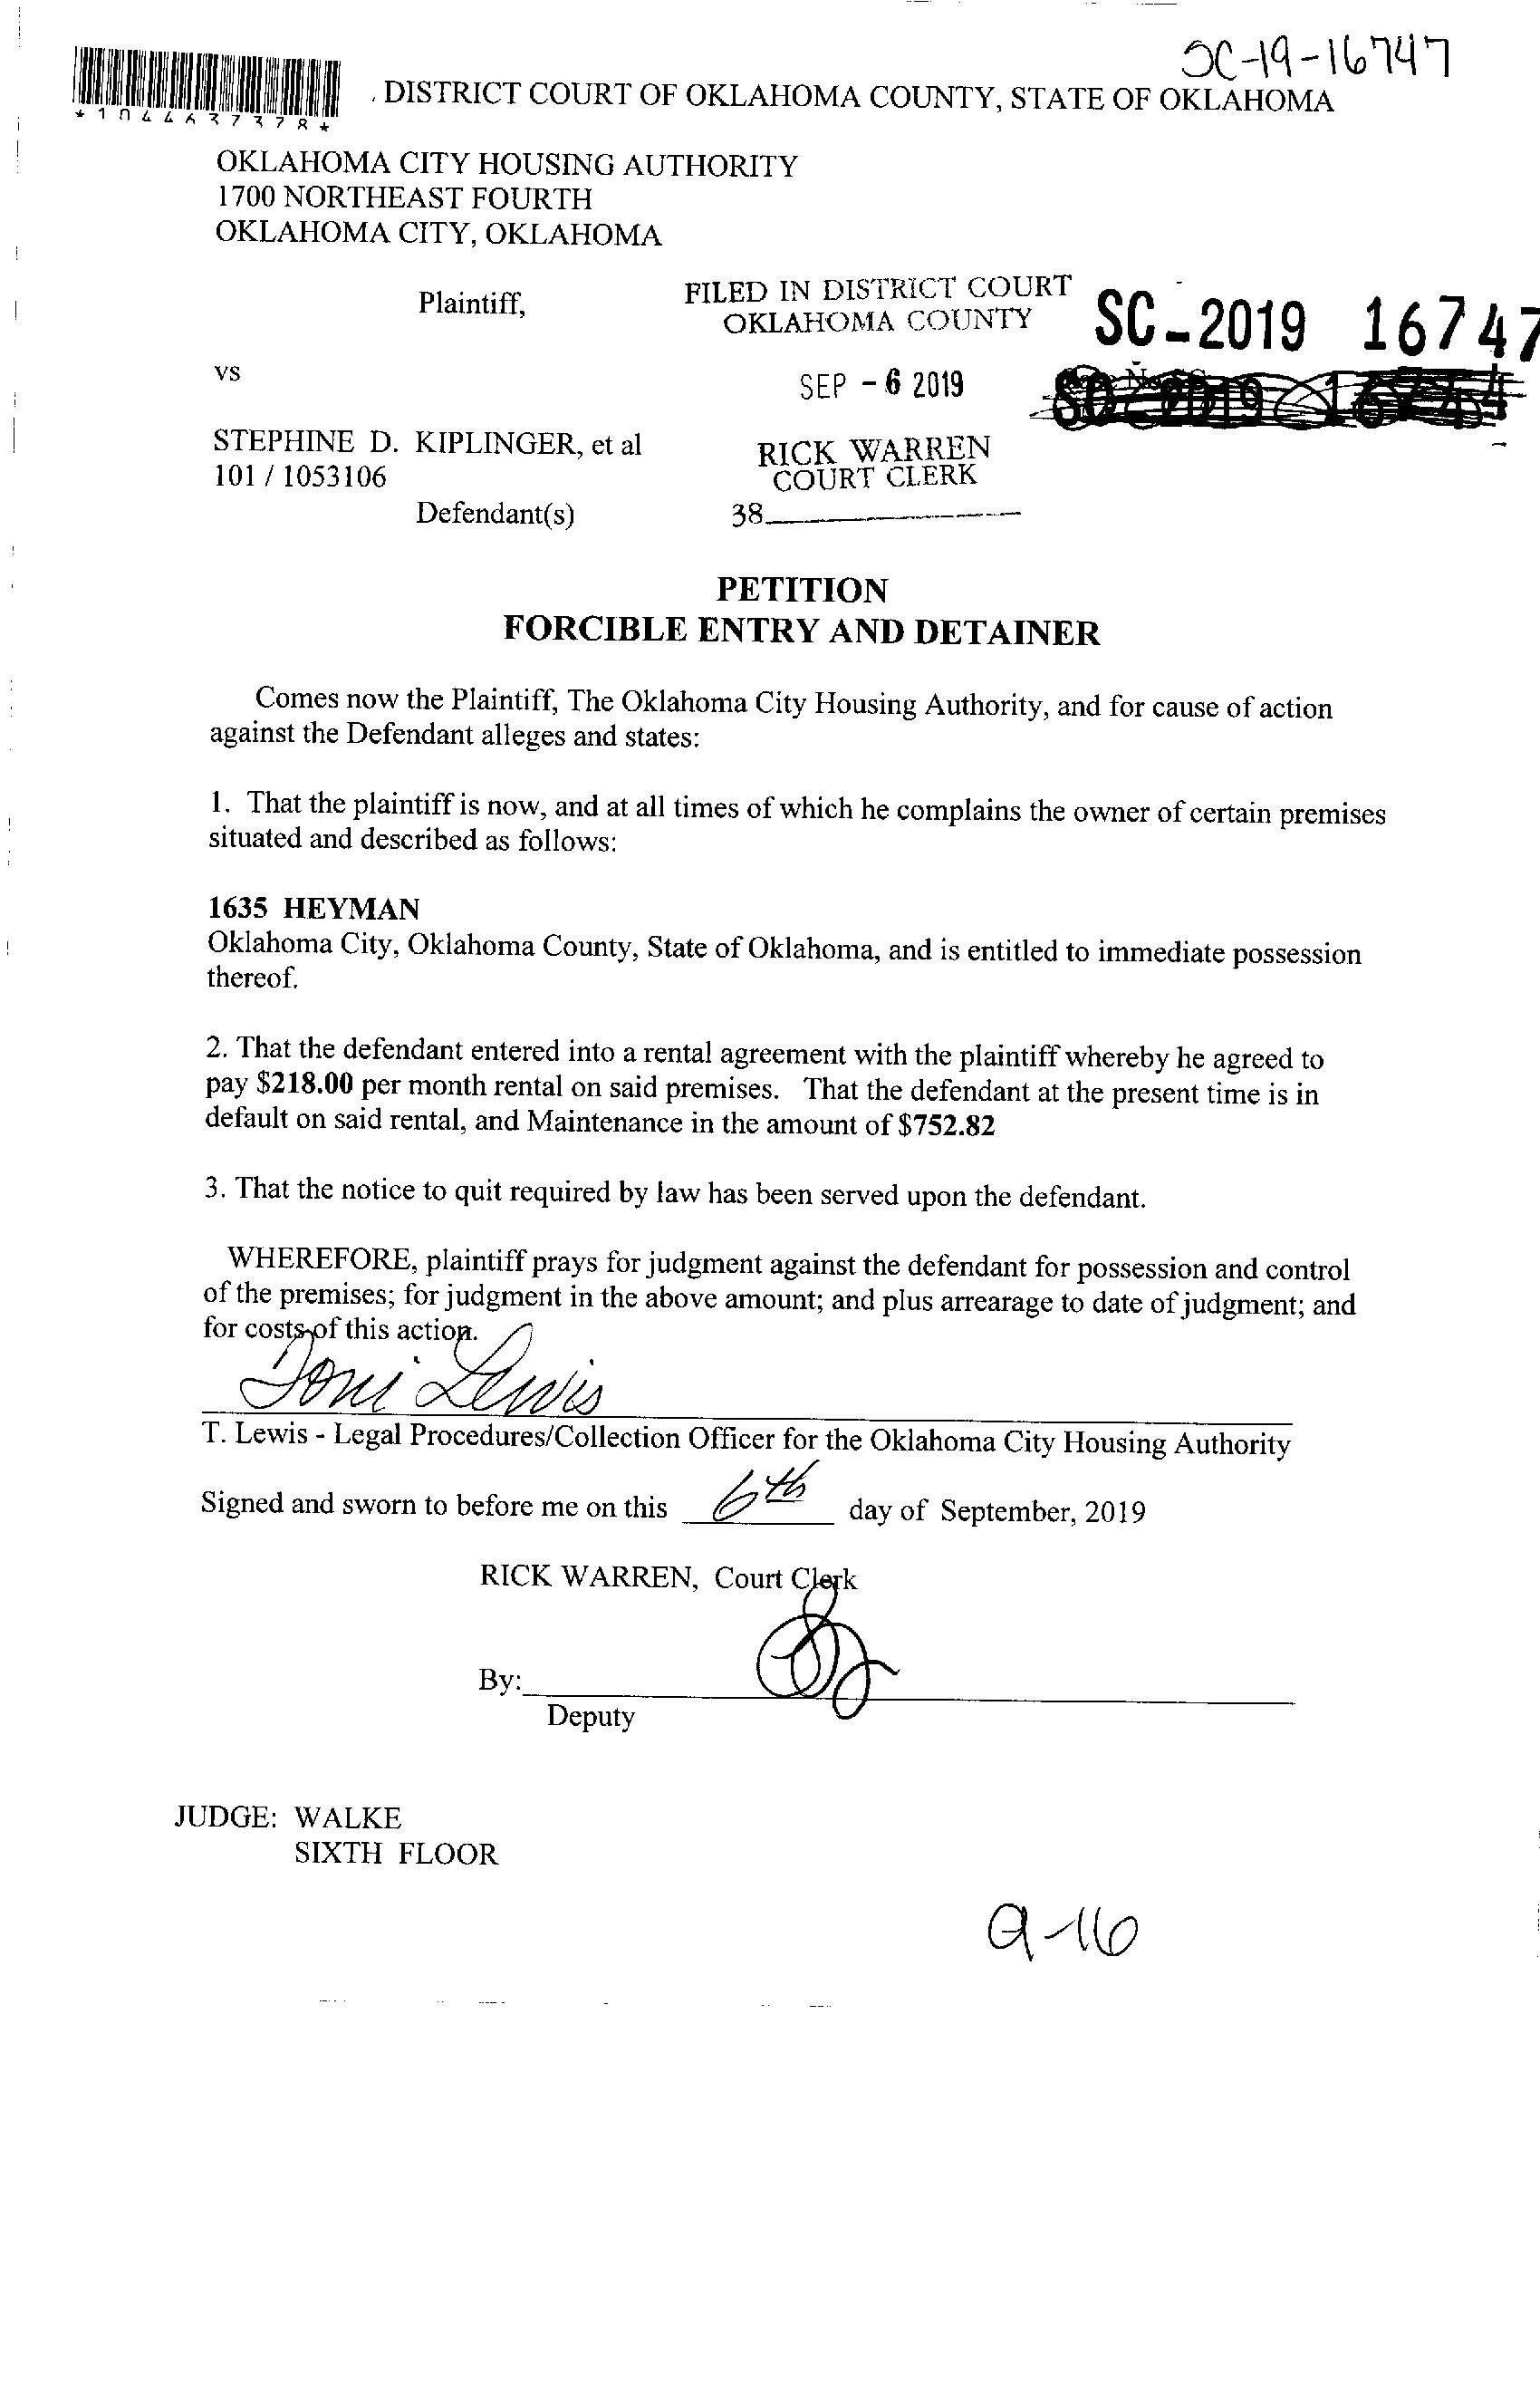 SC-19-16747
DISTRICT COURT OF OKLAHOMA COUNTY, STATE OF OKLAHOMA
*1044637378*
OKLAHOMA CITY HOUSING AUTHORITY
1700 NORTHEAST FOURTH
OKLAHOMA CITY, OKLAHOMA
Plaintiff,
FILED IN DISTRICT COURT
OKLAHOMA COUNTY
SC-2019 16747
vs
SEP -6 2019
STEPHINE D. KIPLINGER, et al
101 / 1053106
RICK WARREN
COURT CLERK
Defendant(s)
38
PETITION
FORCIBLE ENTRY AND DETAINER
Comes now the Plaintiff, The Oklahoma City Housing Authority, and for cause of action
against the Defendant alleges and states:
1. That the plaintiff is now, and at all times of which he complains the owner of certain premises
situated and described as follows:
1635 HEYMAN
Oklahoma City, Oklahoma County, State of Oklahoma, and is entitled to immediate possession
thereof.
2. That the defendant entered into a rental agreement with the plaintiff whereby he agreed to
pay $218.00 per month rental on said premises. That the defendant at the present time is in
default on said rental, and Maintenance in the amount of $752.82
3. That the notice to quit required by law has been served upon the defendant.
WHEREFORE, plaintiff prays for judgment against the defendant for possession and control
of the premises; for judgment in the above amount; and plus arrearage to date of judgment; and
for costs of this action.
Toni Lewis
T. Lewis - Legal Procedures/Collection Officer for the Oklahoma City Housing Authority
Signed and sworn to before me on this 6th day of September, 2019
RICK WARREN, Court Clerk
By:
Deputy
JUDGE: WALKE
SIXTH FLOOR
9-16